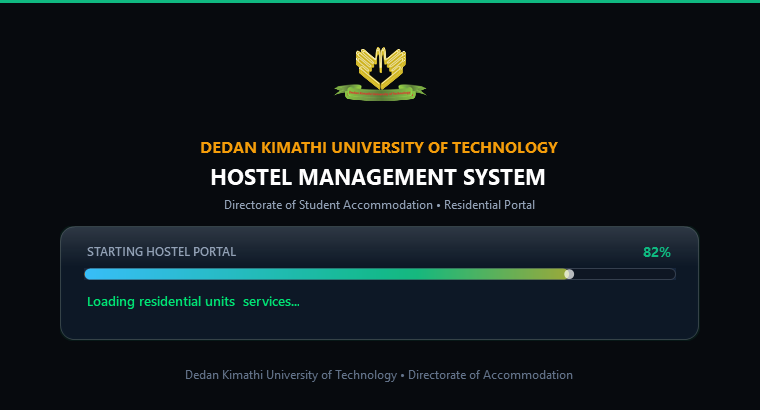 DEDAN KIMATHI UNIVERSITY OF TECHNOLOGY
HOSTEL MANAGEMENT SYSTEM
Directorate of Student Accommodation • Residential Portal
STARTING HOSTEL PORTAL 82%
Loading residential units  services...
Dedan Kimathi University of Technology • Directorate of Accommodation